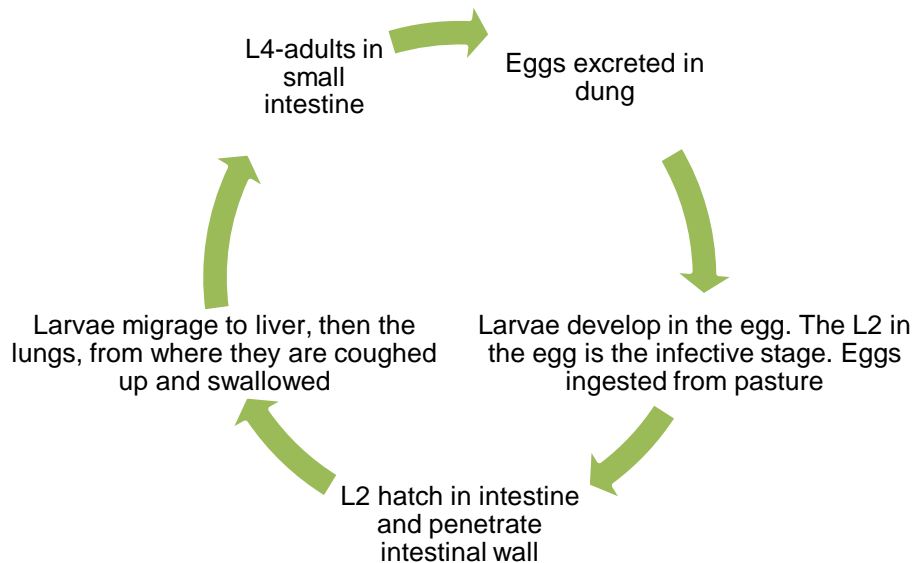 L4-adults in
small
intestine
Eggs excreted in
dung
Larvae develop in the egg. The L2 in
the egg is the infective stage. Eggs
ingested from pasture
L2 hatch in intestine
and penetrate
intestinal wall
Larvae migrage to liver, then the
lungs, from where they are coughed
up and swallowed